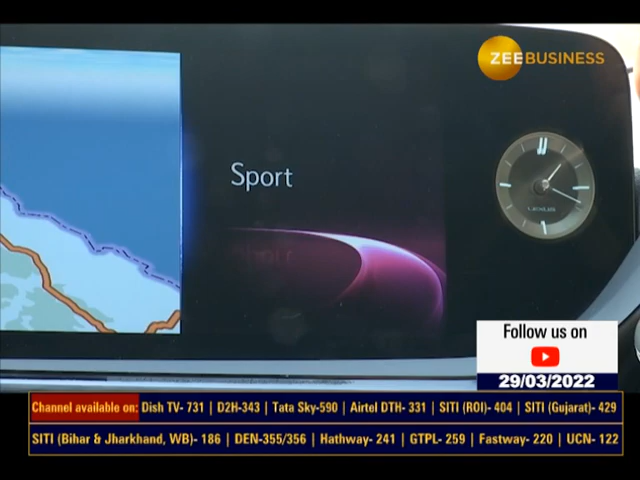 ZEEBUSINESS
Sport
LEXUS
Follow us on
29/03/2022
Channel available on: Dish TV- 731 | D2H-343 | Tata Sky-590 | Airtel DTH- 331 | SITI (ROI)- 404 | SITI (Gujarat)- 429
SITI (Bihar & Jharkhand, WB)- 186 | DEN-355/356 | Hathway- 241 | GTPL- 259 | Fastway- 220 | UCN- 122